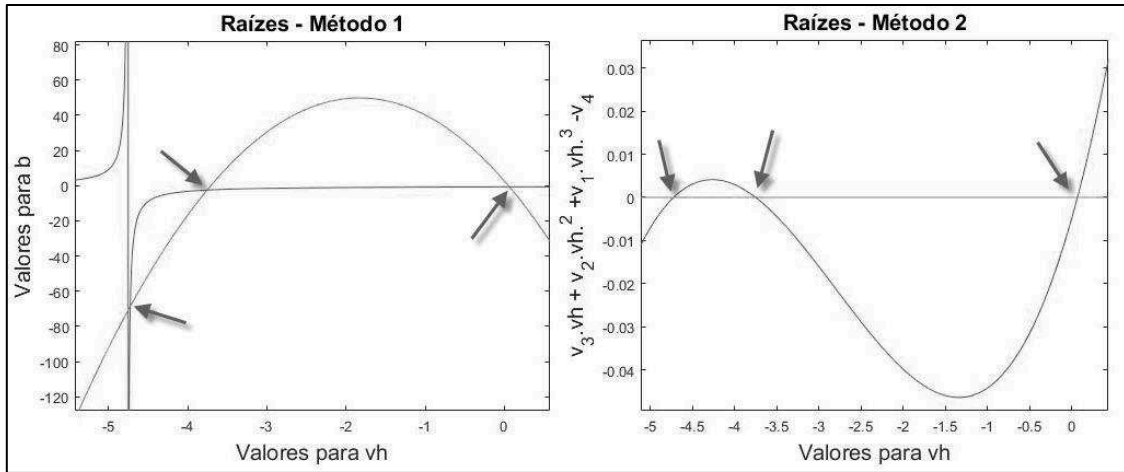 Raízes - Método 1
80
60
40
20
0
-20
-40
-60
-80
-100
-120
Valores para b
-5 -4 -3 -2 -1 0
Valores para vh
Raízes - Método 2
0.03
0.02
0.01
0
-0.01
-0.02
-0.03
-0.04
v₃.vh + v₂.vh.² +v₁.vh.³ -v₄
-5 -4.5 -4 -3.5 -3 -2.5 -2 -1.5 -1 -0.5 0
Valores para vh